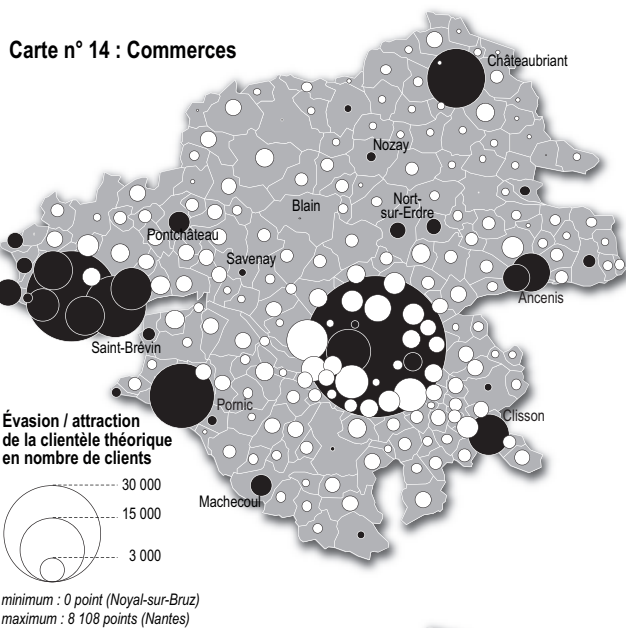 Carte n° 14 : Commerces
Châteaubriant
Nozay
Blain
Nort-
sur-Erdre
Pontchâteau
Savenay
Ancenis
Saint-Brévin
Pornic
Clisson
Machecoul
Évasion / attraction
de la clientèle théorique
en nombre de clients
30 000
15 000
3 000
minimum : 0 point (Noyal-sur-Bruz)
maximum : 8 108 points (Nantes)